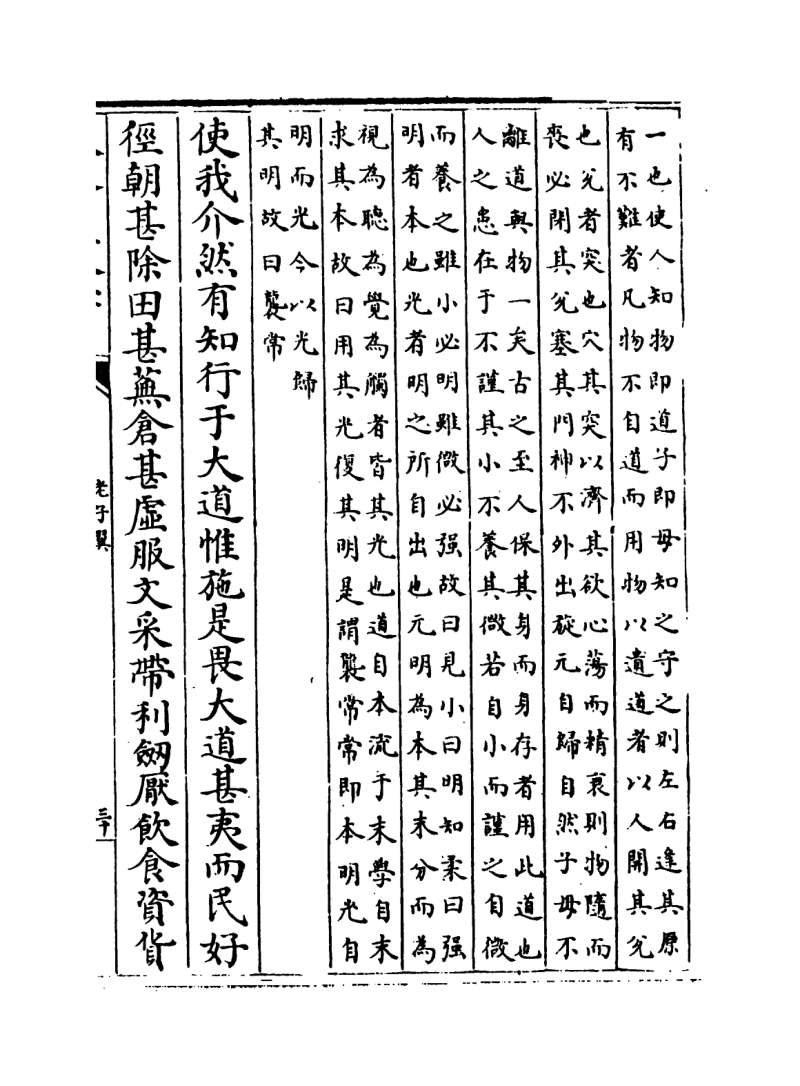 一也使人知物即道子即母知之守之則左右逢其原
有不難者凡物不自道而用物以遺道者以人開其兊
也兊者突也穴其突以濟其欲心蕩而精衰則物隨而
喪必閉其兊塞其門神不外出旋元自歸自然子母不
離道與物一矣古之至人保其身而身存者用此道也
人之患在于不謹其小不養其微若自小而謹之自微
而養之雖小必明雖微必强故曰見小曰明知柔曰强
明者本也光者明之所自出也元明為本其末分而為
視為聴為覺為觸者皆其光也道自本流于末學自末
求其本故曰用其光復其明是謂襲常常即本明光自
明而光今以光歸
其明故曰襲常
使我介然有知行于大道惟施是畏大道甚夷而民好
徑朝甚除田甚蕪倉甚虚服文采帶利劒厭飲食資貨
老子翼
三十